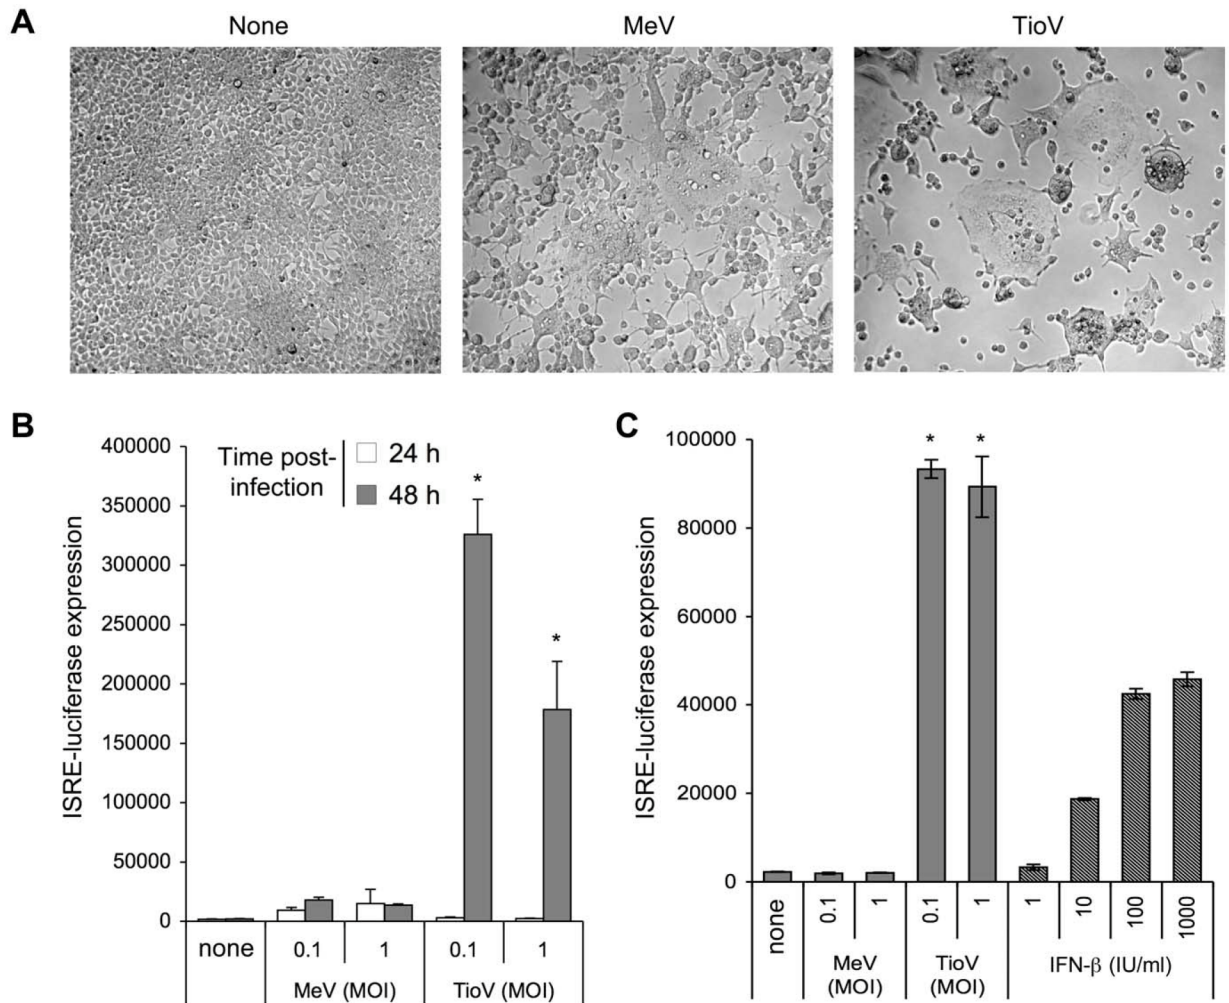 A
None
MeV
TioV
B
ISRE-luciferase expression
400000
350000
300000
250000
200000
150000
100000
50000
0
Time post-
infection
24 h
48 h
*
*
none
0.1
1
0.1
1
MeV (MOI)
TioV (MOI)
C
ISRE-luciferase expression
100000
80000
60000
40000
20000
0
*
*
none
0.1
1
0.1
1
1
10
100
1000
MeV
(MOI)
TioV
(MOI)
IFN-β (IU/ml)